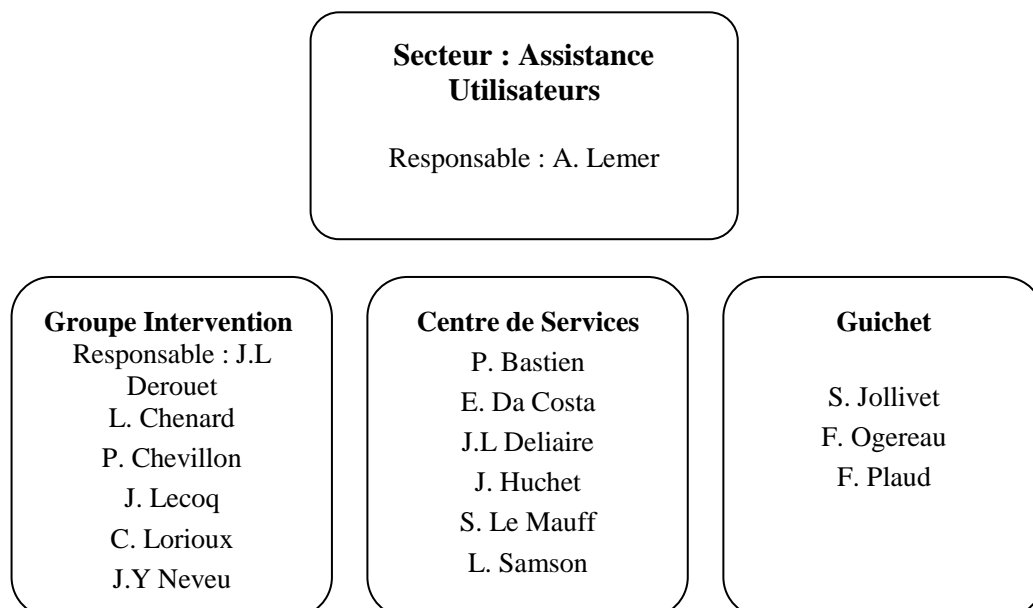 Secteur : Assistance
Utilisateurs
Responsable : A. Lemer
Groupe Intervention
Responsable : J.L
Derouet
L. Chenard
P. Chevillon
J. Lecoq
C. Lorioux
J.Y Neveu
Centre de Services
P. Bastien
E. Da Costa
J.L Deliaire
J. Huchet
S. Le Mauff
L. Samson
Guichet
S. Jollivet
F. Ogereau
F. Plaud